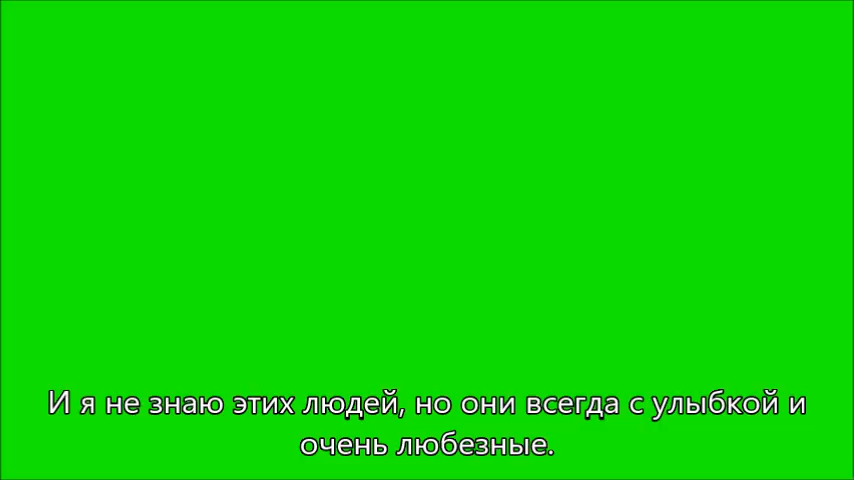 И я не знаю этих людей, но они всегда с улыбкой и
очень любезные.